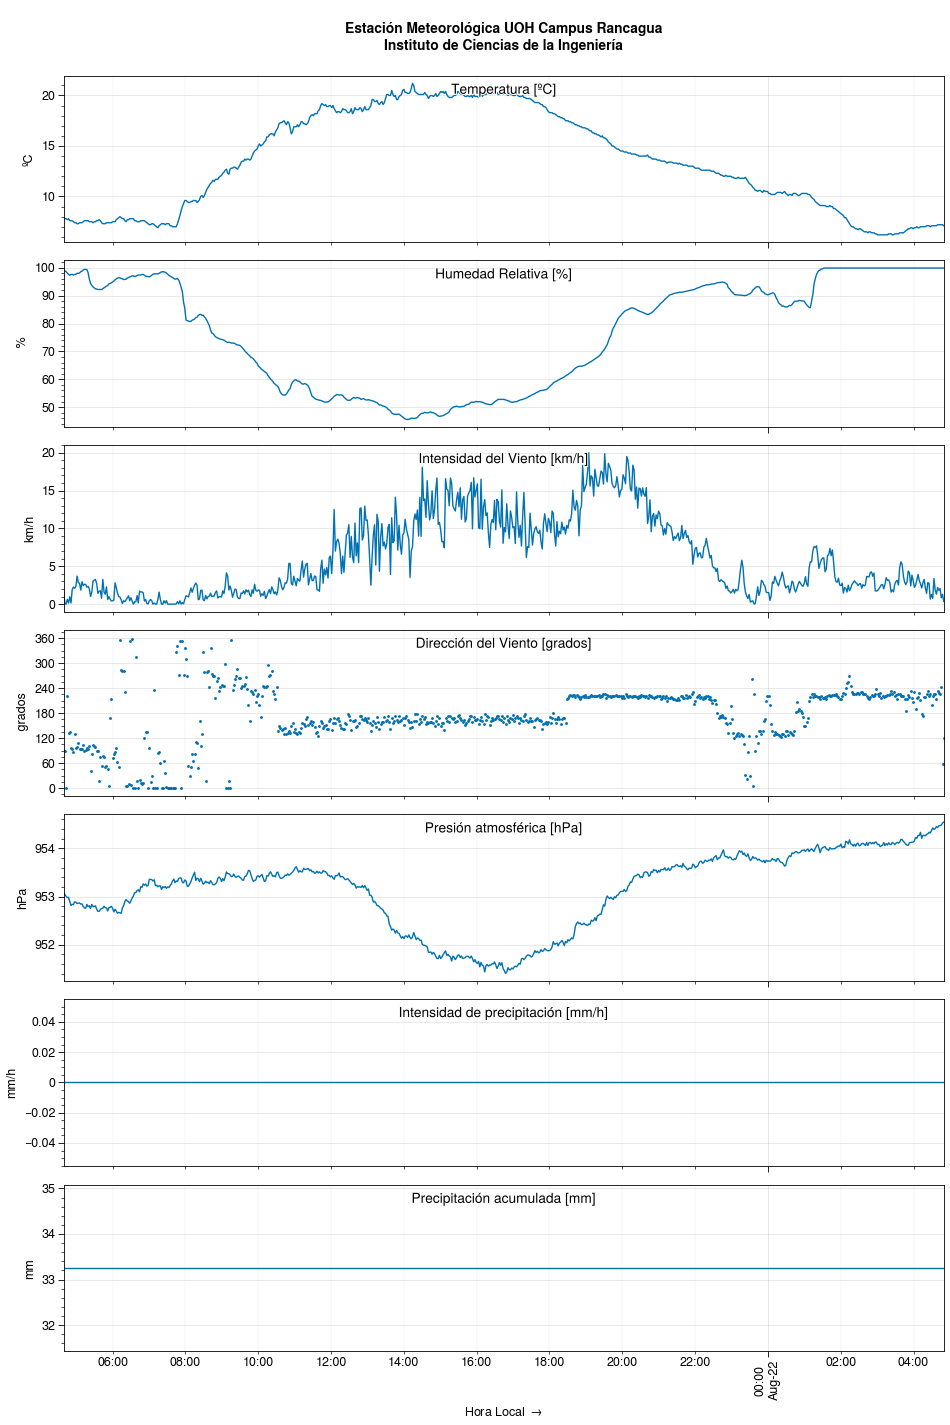 Estación Meteorológica UOH Campus Rancagua
Instituto de Ciencias de la Ingeniería
Temperatura [ºC]
ºC
20
15
10
Humedad Relativa [%]
%
100
90
80
70
60
50
Intensidad del Viento [km/h]
km/h
20
15
10
5
0
Dirección del Viento [grados]
grados
360
300
240
180
120
60
0
Presión atmosférica [hPa]
hPa
954
953
952
Intensidad de precipitación [mm/h]
mm/h
0.04
0.02
0
−0.02
−0.04
Precipitación acumulada [mm]
mm
35
34
33
32
06:00 08:00 10:00 12:00 14:00 16:00 18:00 20:00 22:00 00:00 02:00 04:00
Aug-22
Hora Local →